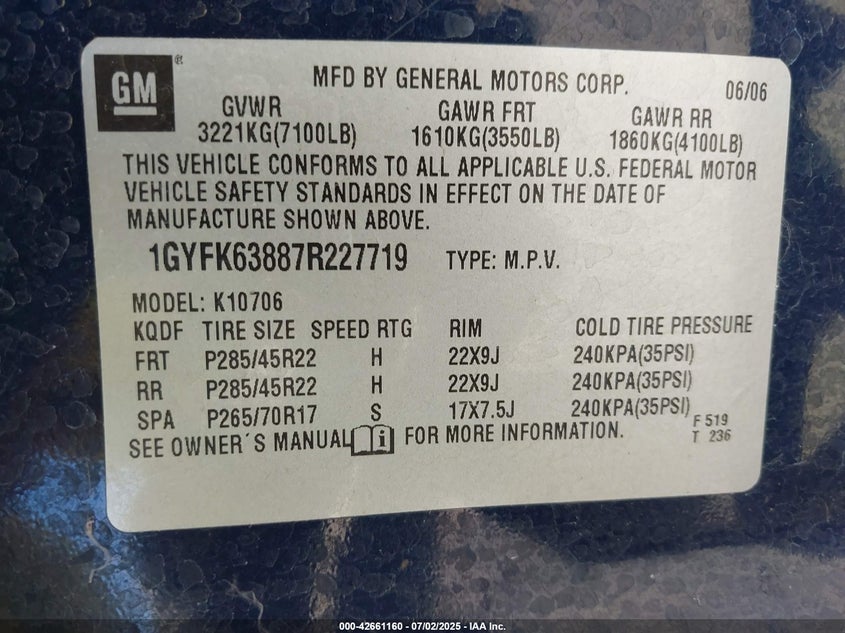 GM
®
MFD BY GENERAL MOTORS CORP. 06/06
GVWR GAWR FRT GAWR RR
3221KG(7100LB) 1610KG(3550LB) 1860KG(4100LB)
THIS VEHICLE CONFORMS TO ALL APPLICABLE U.S. FEDERAL MOTOR
VEHICLE SAFETY STANDARDS IN EFFECT ON THE DATE OF
MANUFACTURE SHOWN ABOVE.
1GYFK63887R227719 TYPE: M.P.V.
MODEL: K10706
KQDF TIRE SIZE SPEED RTG RIM COLD TIRE PRESSURE
FRT P285/45R22 H 22X9J 240KPA(35PSI)
RR P285/45R22 H 22X9J 240KPA(35PSI)
SPA P265/70R17 S 17X7.5J 240KPA(35PSI) F 519
SEE OWNER´S MANUAL i FOR MORE INFORMATION. T 236
000-42661160 - 07/02/2025 - IAA Inc.